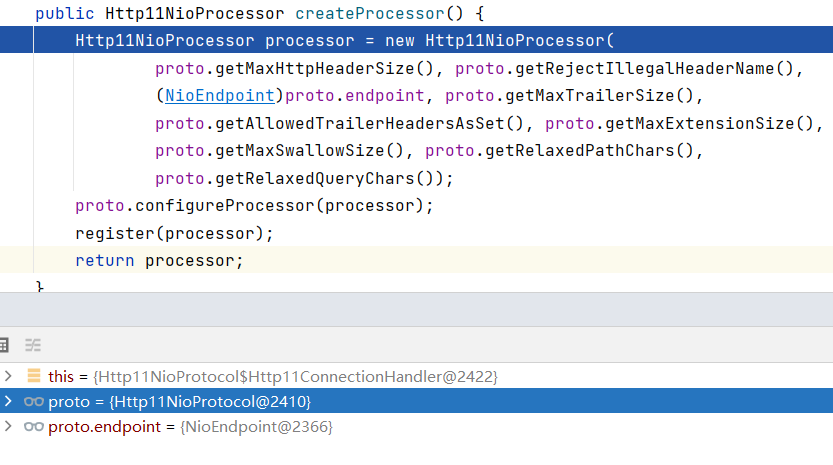 public Http11NioProcessor createProcessor() {
Http11NioProcessor processor = new Http11NioProcessor(
proto.getMaxHttpHeaderSize(), proto.getRejectIllegalHeaderName(),
(NioEndpoint)proto.endpoint, proto.getMaxTrailerSize(),
proto.getAllowedTrailerHeadersAsSet(), proto.getMaxExtensionSize(),
proto.getMaxSwallowSize(), proto.getRelaxedPathChars(),
proto.getRelaxedQueryChars());
proto.configureProcessor(processor);
register(processor);
return processor;
}
this = {Http11NioProtocol$Http11ConnectionHandler@2422}
proto = {Http11NioProtocol@2410}
proto.endpoint = {NioEndpoint@2366}